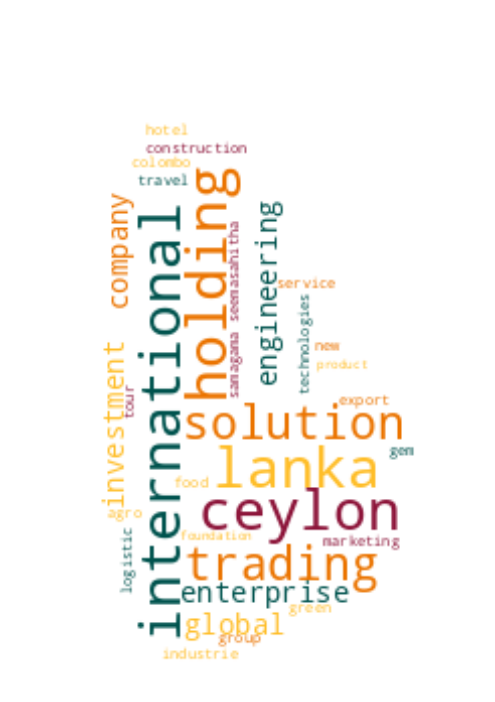 hotel
construction
colombo
travel
holding
company
international
samagama seemasahitha
engineering
service
technologies
new
product
investment
tour
export
solution
gem
lanka
food
ceylon
agro
foundation
marketing
logistic
trading
enterprise
green
global
group
industrie